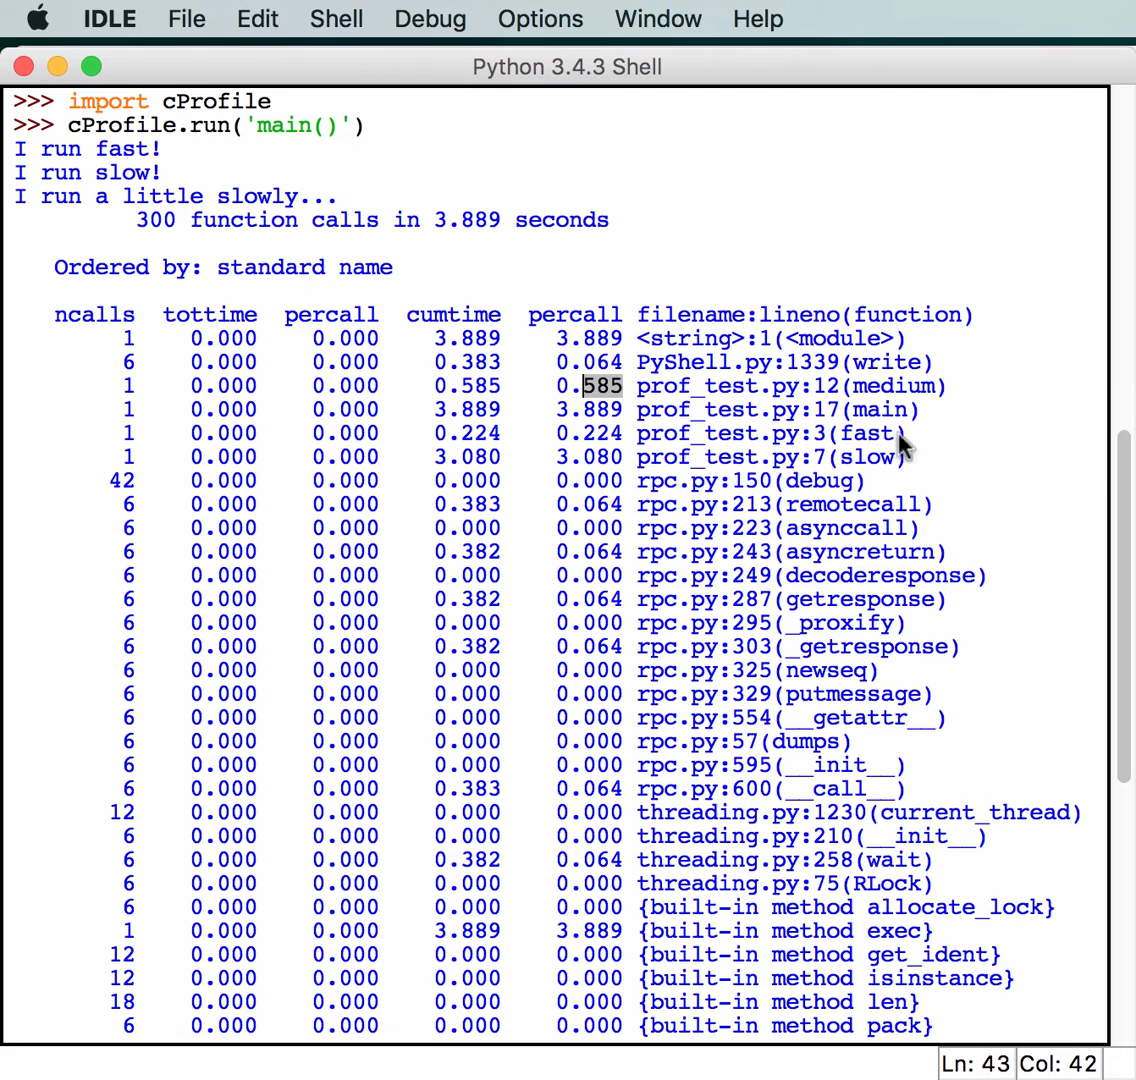 IDLE File Edit Shell Debug Options Window Help
Python 3.4.3 Shell
>>> import cProfile
>>> cProfile.run('main()')
I run fast!
I run slow!
I run a little slowly...
         300 function calls in 3.889 seconds
   Ordered by: standard name
   ncalls  tottime  percall  cumtime  percall filename:lineno(function)
        1    0.000    0.000    3.889    3.889 <string>:1(<module>)
        6    0.000    0.000    0.383    0.064 PyShell.py:1339(write)
        1    0.000    0.000    0.585    0.585 prof_test.py:12(medium)
        1    0.000    0.000    3.889    3.889 prof_test.py:17(main)
        1    0.000    0.000    0.224    0.224 prof_test.py:3(fast)
        1    0.000    0.000    3.080    3.080 prof_test.py:7(slow)
       42    0.000    0.000    0.000    0.000 rpc.py:150(debug)
        6    0.000    0.000    0.383    0.064 rpc.py:213(remotecall)
        6    0.000    0.000    0.000    0.000 rpc.py:223(asynccall)
        6    0.000    0.000    0.382    0.064 rpc.py:243(asyncreturn)
        6    0.000    0.000    0.000    0.000 rpc.py:249(decoderesponse)
        6    0.000    0.000    0.382    0.064 rpc.py:287(getresponse)
        6    0.000    0.000    0.000    0.000 rpc.py:295(_proxify)
        6    0.000    0.000    0.382    0.064 rpc.py:303(_getresponse)
        6    0.000    0.000    0.000    0.000 rpc.py:325(newseq)
        6    0.000    0.000    0.000    0.000 rpc.py:329(putmessage)
        6    0.000    0.000    0.000    0.000 rpc.py:554(__getattr__)
        6    0.000    0.000    0.000    0.000 rpc.py:57(dumps)
        6    0.000    0.000    0.000    0.000 rpc.py:595(__init__)
        6    0.000    0.000    0.383    0.064 rpc.py:600(__call__)
       12    0.000    0.000    0.000    0.000 threading.py:1230(current_thread)
        6    0.000    0.000    0.000    0.000 threading.py:210(__init__)
        6    0.000    0.000    0.382    0.064 threading.py:258(wait)
        6    0.000    0.000    0.000    0.000 threading.py:75(RLock)
        6    0.000    0.000    0.000    0.000 {built-in method allocate_lock}
        1    0.000    0.000    3.889    3.889 {built-in method exec}
       12    0.000    0.000    0.000    0.000 {built-in method get_ident}
       12    0.000    0.000    0.000    0.000 {built-in method isinstance}
       18    0.000    0.000    0.000    0.000 {built-in method len}
        6    0.000    0.000    0.000    0.000 {built-in method pack}
Ln: 43 Col: 42